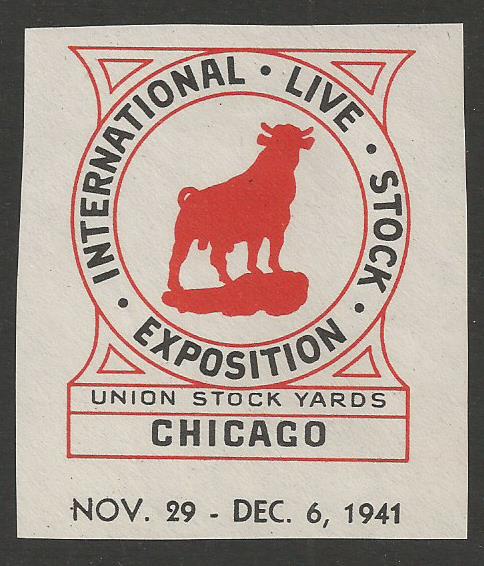 INTERNATIONAL • LIVE • STOCK • EXPOSITION •
UNION STOCK YARDS
CHICAGO
NOV. 29 - DEC. 6, 1941